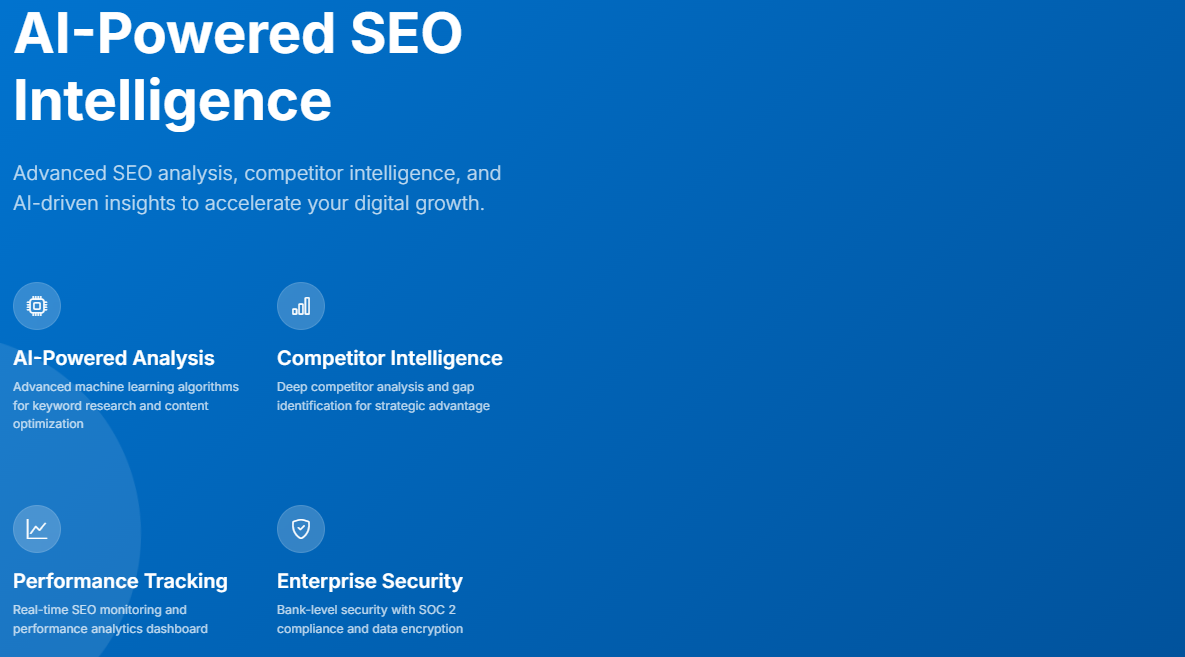 AI-Powered SEO
Intelligence
Advanced SEO analysis, competitor intelligence, and
AI-driven insights to accelerate your digital growth.
AI-Powered Analysis
Advanced machine learning algorithms
for keyword research and content
optimization
Competitor Intelligence
Deep competitor analysis and gap
identification for strategic advantage
Performance Tracking
Real-time SEO monitoring and
performance analytics dashboard
Enterprise Security
Bank-level security with SOC 2
compliance and data encryption